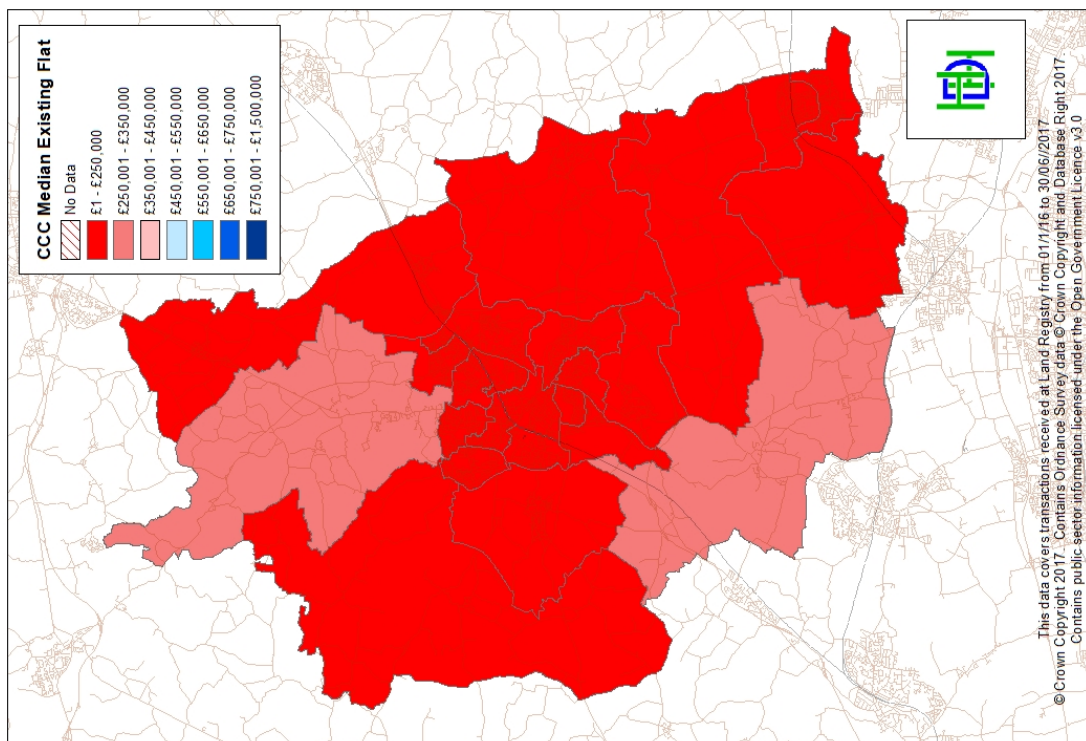 CCC Median Existing Flat
No Data
£1 - £250,000
£250,001 - £350,000
£350,001 - £450,000
£450,001 - £550,000
£550,001 - £650,000
£650,001 - £750,000
£750,001 - £1,500,000
This data covers transactions received at Land Registry from 01/1/16 to 30/06/2017.
© Crown Copyright 2017. Contains Ordnance Survey data © Crown Copyright and Database Right 2017.
Contains public sector information licensed under the Open Government Licence v3.0